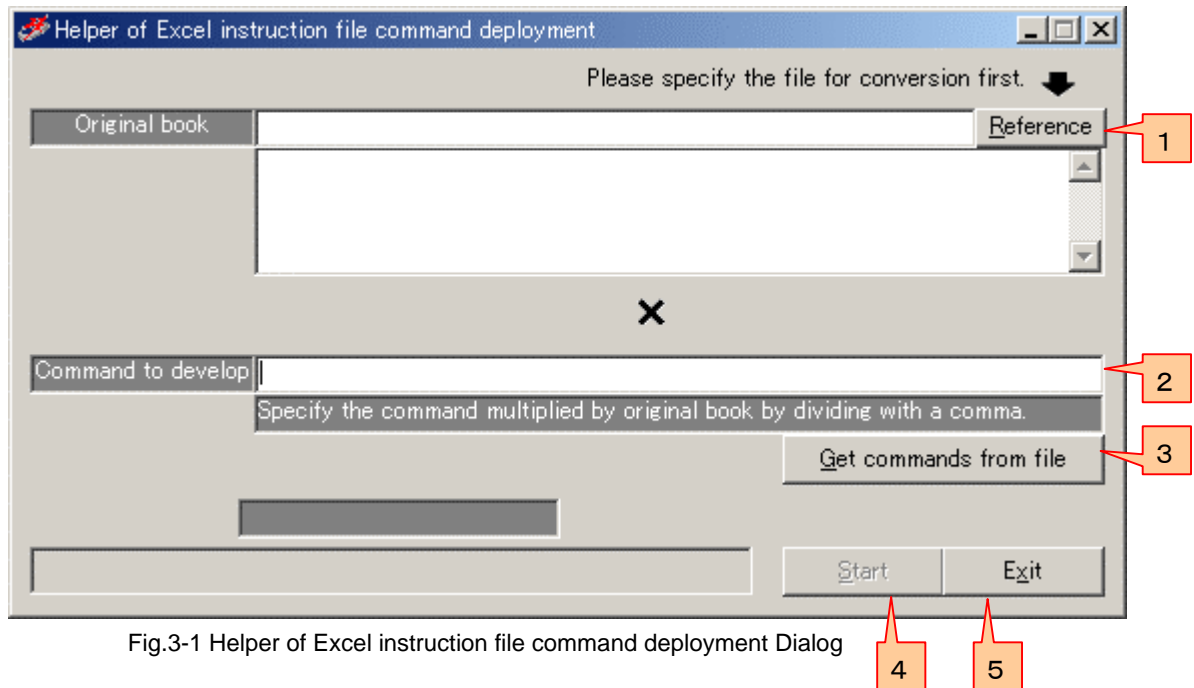 Helper of Excel instruction file command deployment
Please specify the file for conversion first.
Original book
Reference
1
Command to develop
2
Specify the command multiplied by original book by dividing with a comma.
Get commands from file
3
Start
Exit
Fig.3-1 Helper of Excel instruction file command deployment Dialog
4
5